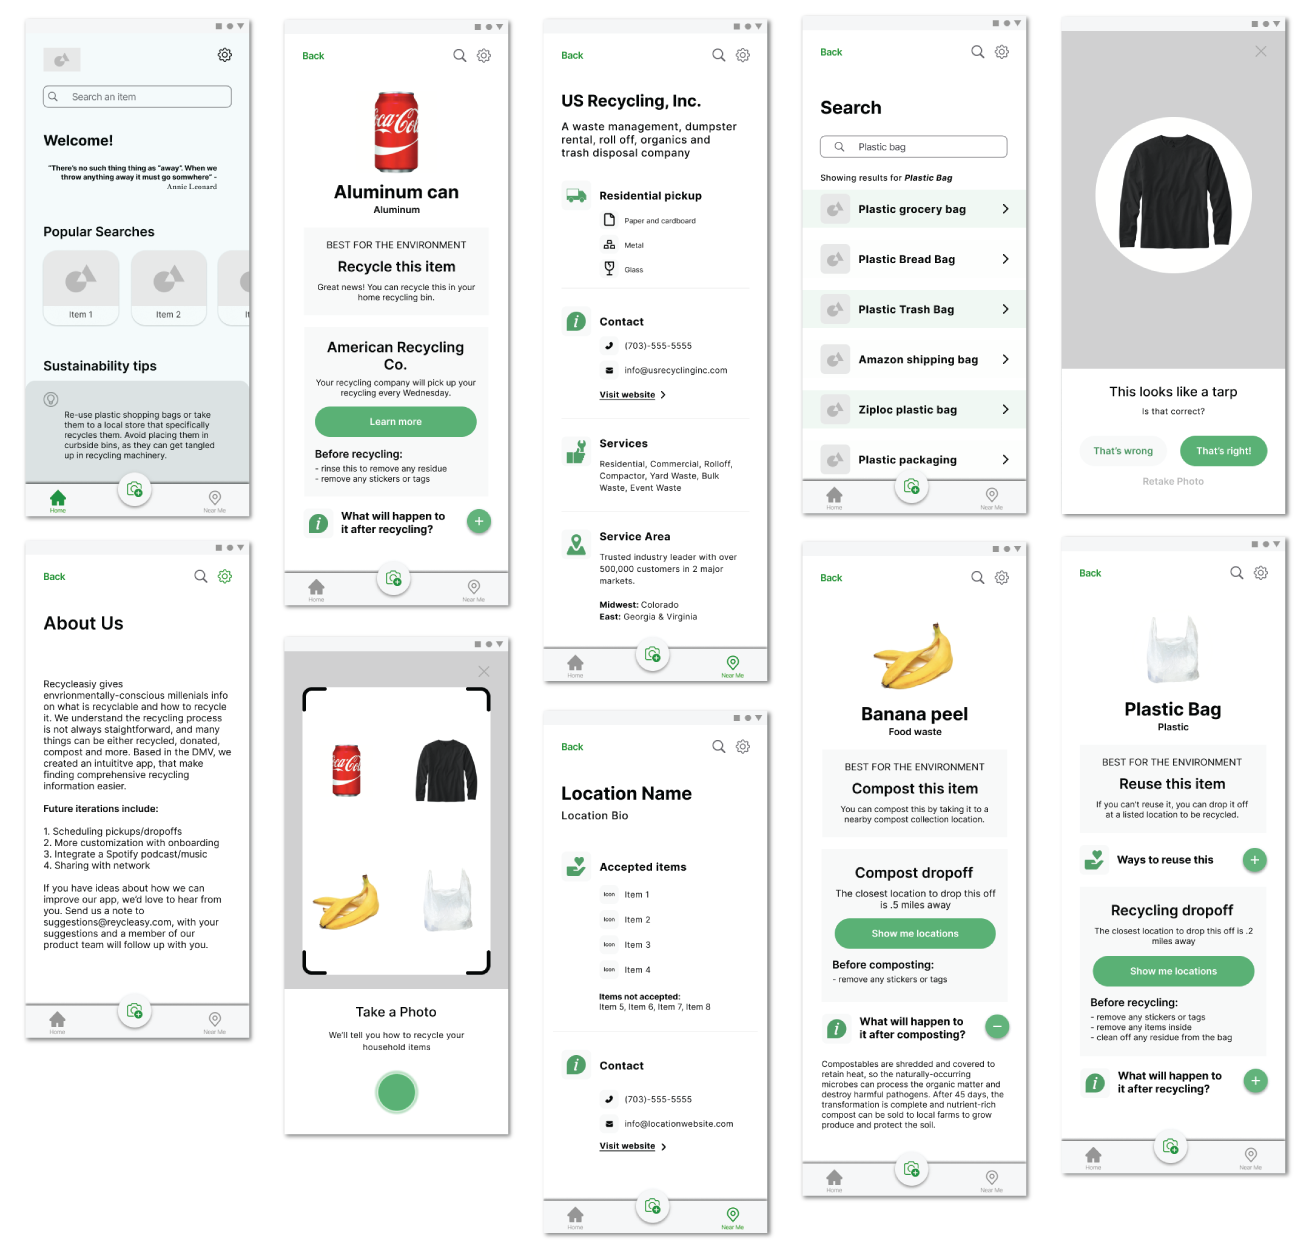 Search an item
Welcome!
"There's no such thing thing as "away". When we
throw anything away it must go somwhere" -
Annie Leonard
Popular Searches
Item 1
Item 2
It
Sustainability tips
Re-use plastic shopping bags or take
them to a local store that specifically
recycles them. Avoid placing them in
curbside bins, as they can get tangled
up in recycling machinery.
Home
Near Me
Back
About Us
Recycleasiy gives
envrionmentally-conscious millenials info
on what is recyclable and how to recycle
it. We understand the recycling process
is not always staightforward, and many
things can be either recycled, donated,
compost and more. Based in the DMV, we
created an intuititve app, that make
finding comprehensive recycling
information easier.
Future iterations include:
1. Scheduling pickups/dropoffs
2. More customization with onboarding
3. Integrate a Spotify podcast/music
4. Sharing with network
If you have ideas about how we can
improve our app, we'd love to hear from
you. Send us a note to
suggestions@reycleasy.com, with your
suggestions and a member of our
product team will follow up with you.
Home
Near Me
Back
Coca-Cola
Aluminum can
Aluminum
BEST FOR THE ENVIRONMENT
Recycle this item
Great news! You can recycle this in your
home recycling bin.
American Recycling
Co.
Your recycling company will pick up your
recycling every Wednesday.
Learn more
Before recycling:
- rinse this to remove any residue
- remove any stickers or tags
What will happen to
it after recycling?
Home
Near Me
Coca-Cola
Take a Photo
We'll tell you how to recycle your
household items
Back
US Recycling, Inc.
A waste management, dumpster
rental, roll off, organics and
trash disposal company
Residential pickup
Paper and cardboard
Metal
Glass
Contact
(703)-555-5555
info@usrecyclinginc.com
Visit website
Services
Residential, Commercial, Rolloff,
Compactor, Yard Waste, Bulk
Waste, Event Waste
Service Area
Trusted industry leader with over
500,000 customers in 2 major
markets.
Midwest: Colorado
East: Georgia & Virginia
Home
Near Me
Back
Location Name
Location Bio
Accepted items
Icon Item 1
Icon Item 2
Icon Item 3
Icon Item 4
Items not accepted:
Item 5, Item 6, Item 7, Item 8
Contact
(703)-555-5555
info@locationwebsite.com
Visit website
Home
Near Me
Back
Search
Plastic bag
Showing results for Plastic Bag
Plastic grocery bag
Plastic Bread Bag
Plastic Trash Bag
Amazon shipping bag
Ziploc plastic bag
Plastic packaging
Home
Near Me
Back
Banana peel
Food waste
BEST FOR THE ENVIRONMENT
Compost this item
You can compost this by taking it to a
nearby compost collection location.
Compost dropoff
The closest location to drop this off
is .5 miles away
Show me locations
Before composting:
- remove any stickers or tags
What will happen to
it after composting?
Compostables are shredded and covered to
retain heat, so the naturally-occurring
microbes can process the organic matter and
destroy harmful pathogens. After 45 days, the
transformation is complete and nutrient-rich
compost can be sold to local farms to grow
produce and protect the soil.
Home
Near Me
This looks like a tarp
Is that correct?
That's wrong
That's right!
Retake Photo
Back
Plastic Bag
Plastic
BEST FOR THE ENVIRONMENT
Reuse this item
If you can't reuse it, you can drop it off
at a listed location to be recycled.
Ways to reuse this
Recycling dropoff
The closest location to drop this off is .2
miles away
Show me locations
Before recycling:
- remove any stickers or tags
- remove any items inside
- clean off any residue from the bag
What will happen to
it after recycling?
Home
Near Me